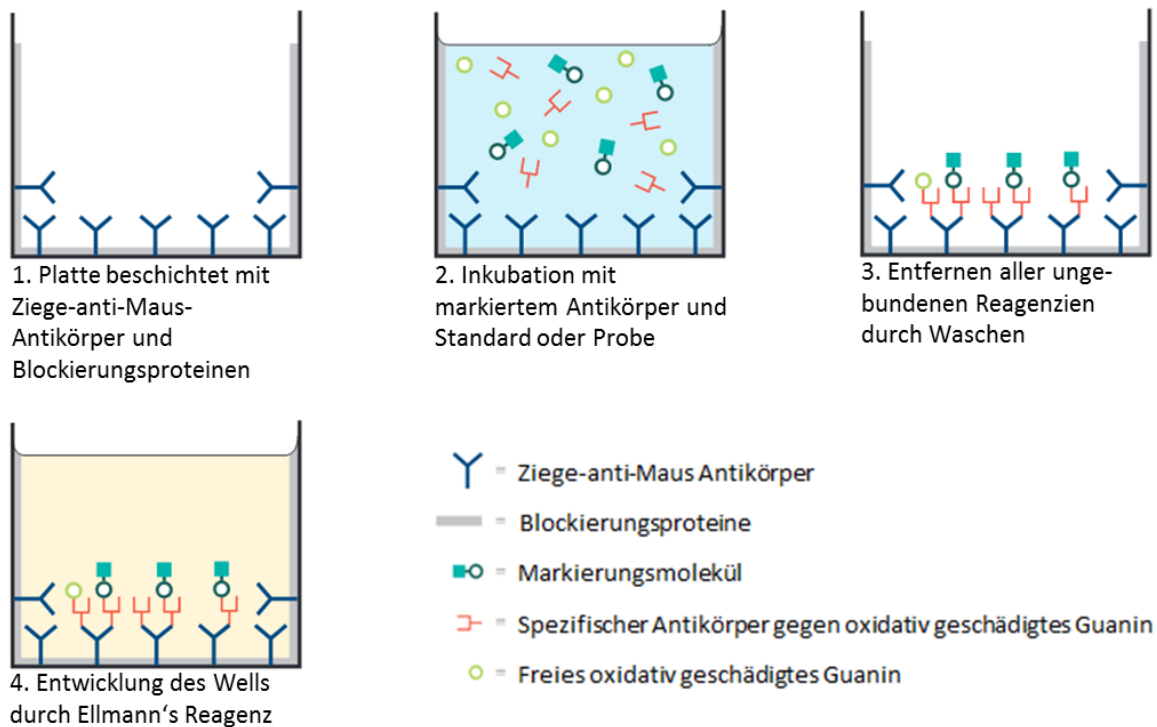 1. Platte beschichtet mit
Ziege-anti-Maus-
Antikörper und
Blockierungsproteinen
2. Inkubation mit
markiertem Antikörper und
Standard oder Probe
3. Entfernen aller unge-
bundenen Reagenzien
durch Waschen
4. Entwicklung des Wells
durch Ellmann‘s Reagenz
= Ziege-anti-Maus Antikörper
= Blockierungsproteine
= Markierungsmolekül
= Spezifischer Antikörper gegen oxidativ geschädigtes Guanin
= Freies oxidativ geschädigtes Guanin